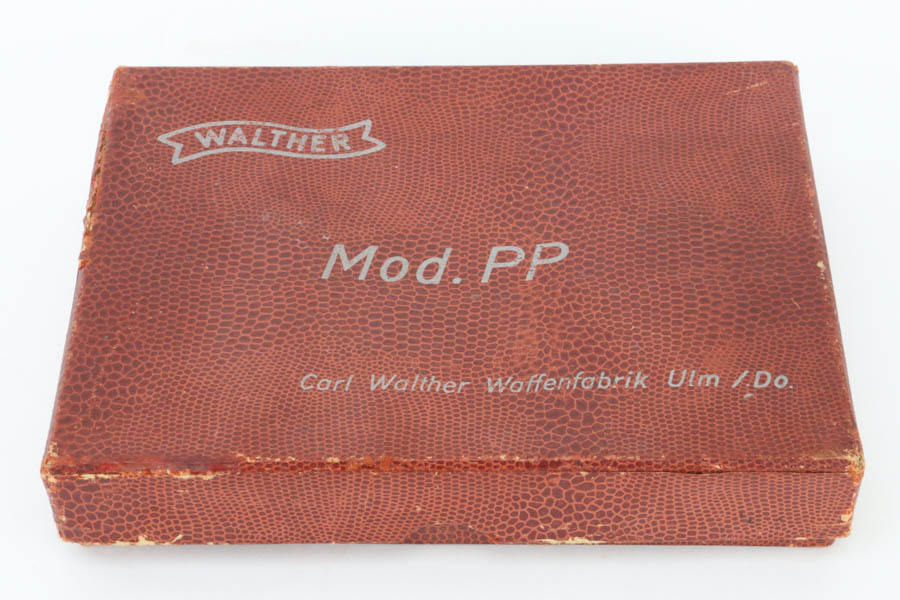 WALTHER
Mod. PP
Carl Walther Waffenfabrik Ulm /Do.